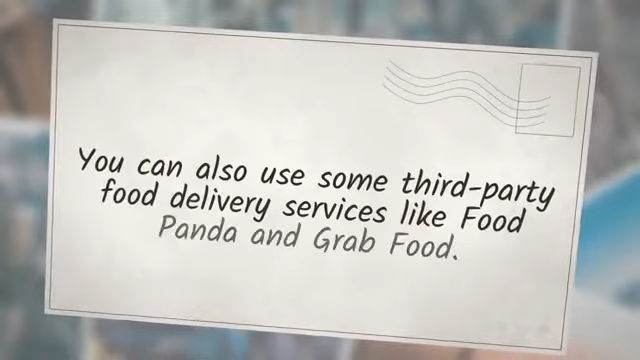 You can also use some third-party
food delivery services like Food
Panda and Grab Food.